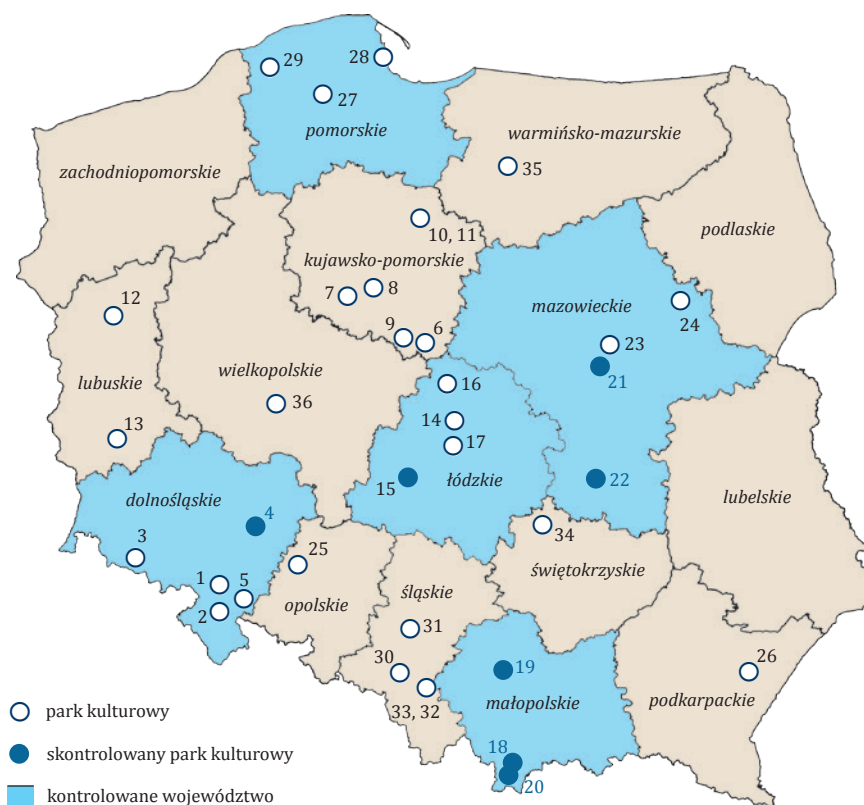 29
28
27
pomorskie
warmińsko-mazurskie
35
zachodniopomorskie
podlaskie
10, 11
kujawsko-pomorskie
7
8
12
mazowieckie
24
9
6
23
lubuskie
wielkopolskie
16
21
36
14
13
17
15
łódzkie
22
lubelskie
dolnośląskie
4
3
25
34
świętokrzyskie
1
5
2
opolskie
śląskie
31
30
19
26
33, 32
małopolskie
podkarpackie
18
20
park kulturowy
skontrolowany park kulturowy
kontrolowane województwo